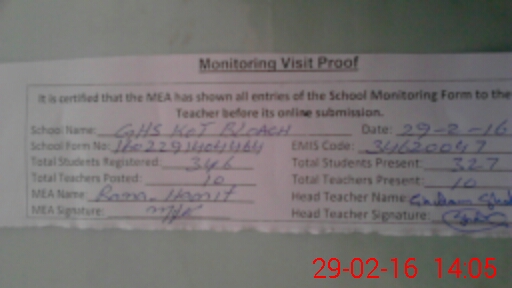 Monitoring Visit Proof
It is certified that the MEA has shown all entries of the School Monitoring Form to the
Teacher before its online submission.
School Name: GHS KOT BLOACH Date: 29-2-16
School Form No: EMIS Code: 34620047
Total Students Registered: 346 Total Students Present: 327
Total Teachers Posted: 10 Total Teachers Present: 10
MEA Name: Rana Hanif Head Teacher Name:
MEA Signature: Head Teacher Signature:
29-02-16 14:05